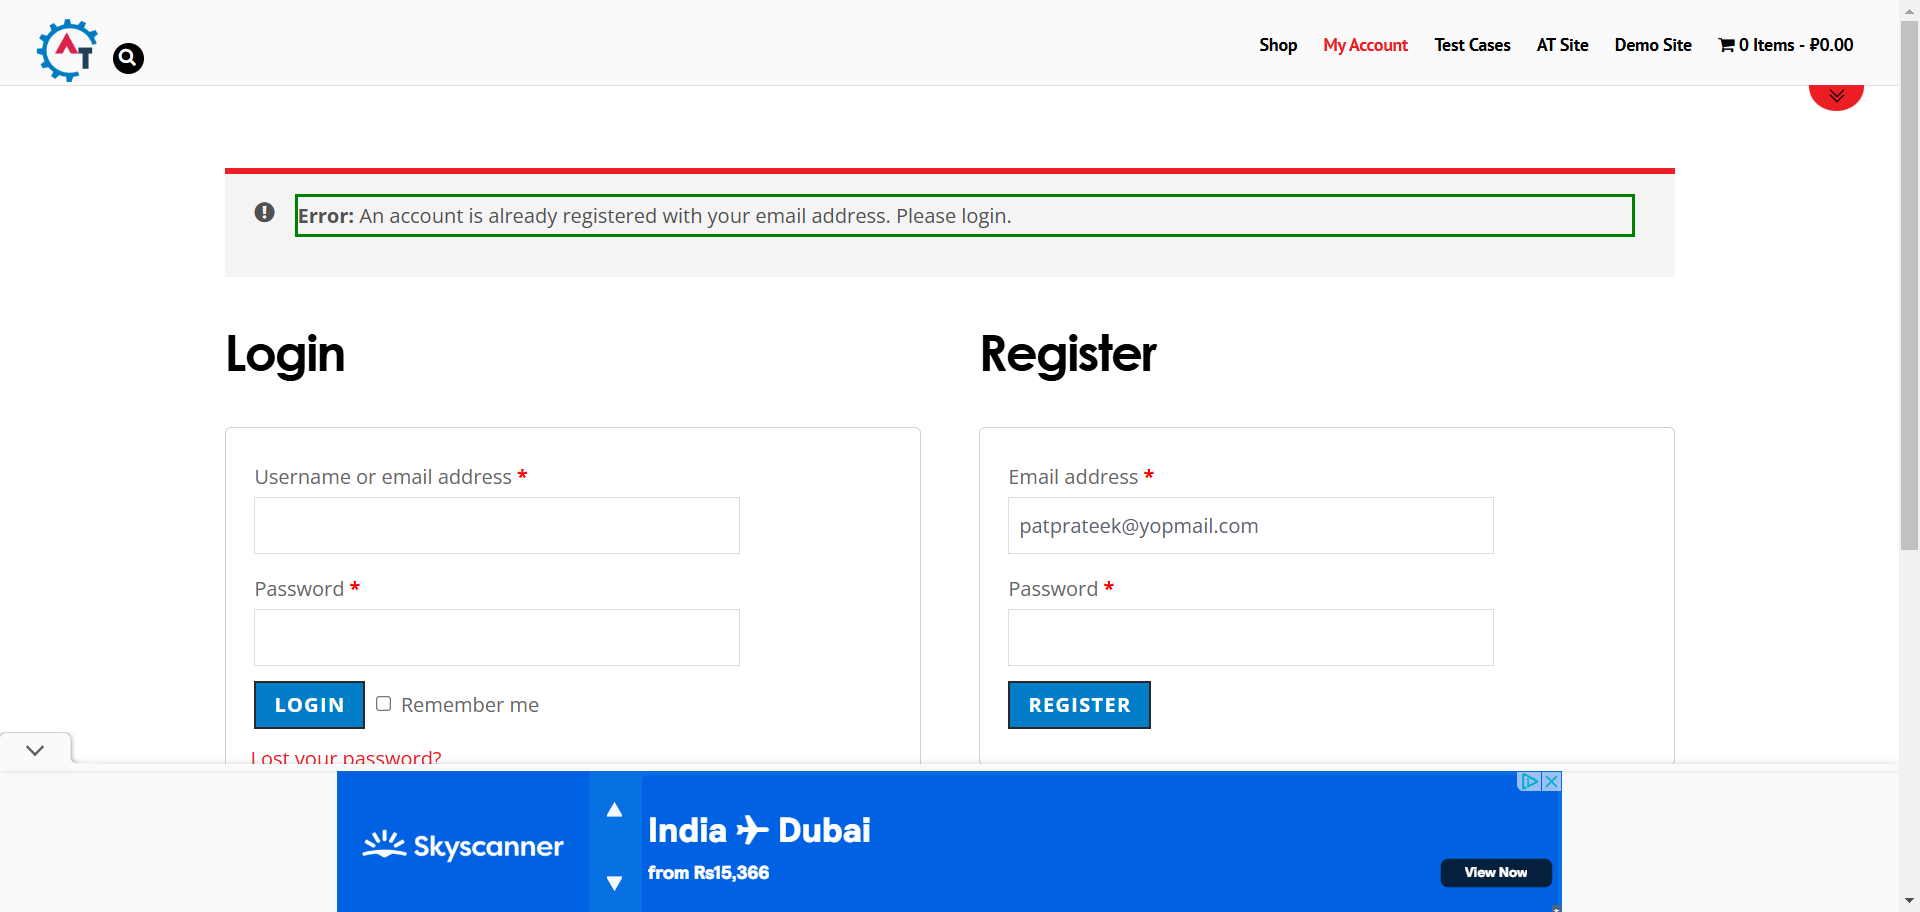 AT
Shop
My Account
Test Cases
AT Site
Demo Site
0 Items - ₽0.00
Error: An account is already registered with your email address. Please login.
Login
Register
Username or email address *
Email address *
patprateek@yopmail.com
Password *
Password *
LOGIN
Remember me
REGISTER
Lost your password?
Skyscanner
India ✈ Dubai
from Rs15,366
View Now